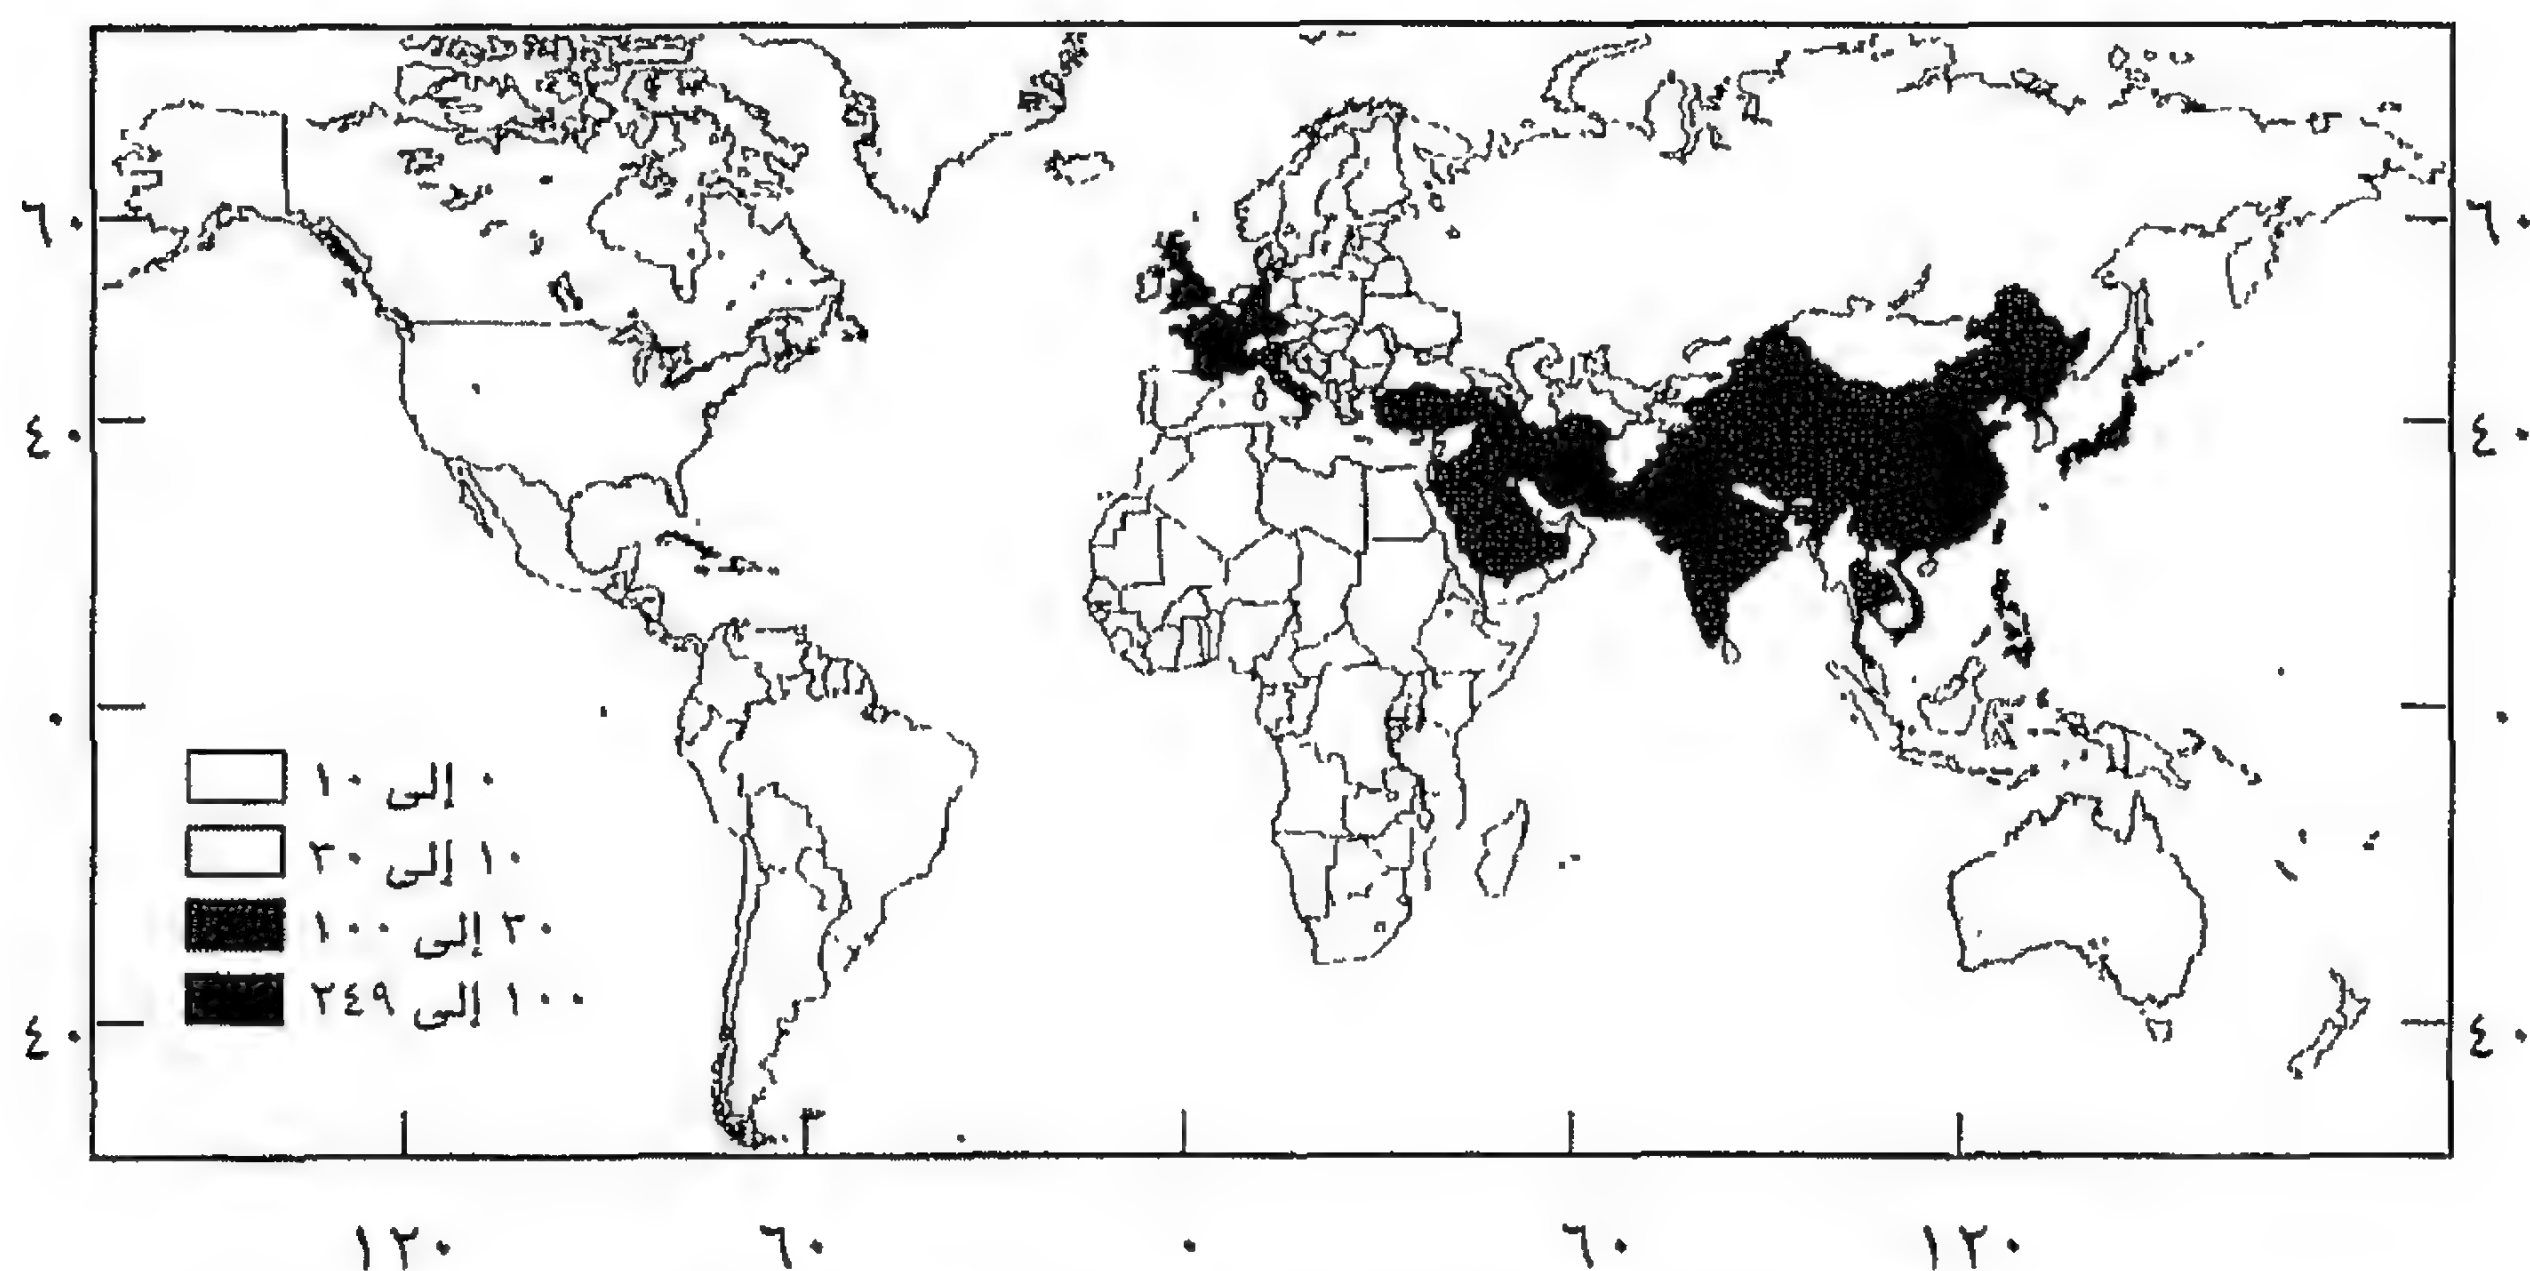 ٦٠ ٦٠
٤٠ ٤٠
٠ ٠
٠ إلى ١٠
١٠ إلى ٣٠
٣٠ إلى ١٠٠
١٠٠ إلى ٢٤٩
٤٠ ٤٠
١٢٠ ٦٠ ٠ ٦٠ ١٢٠